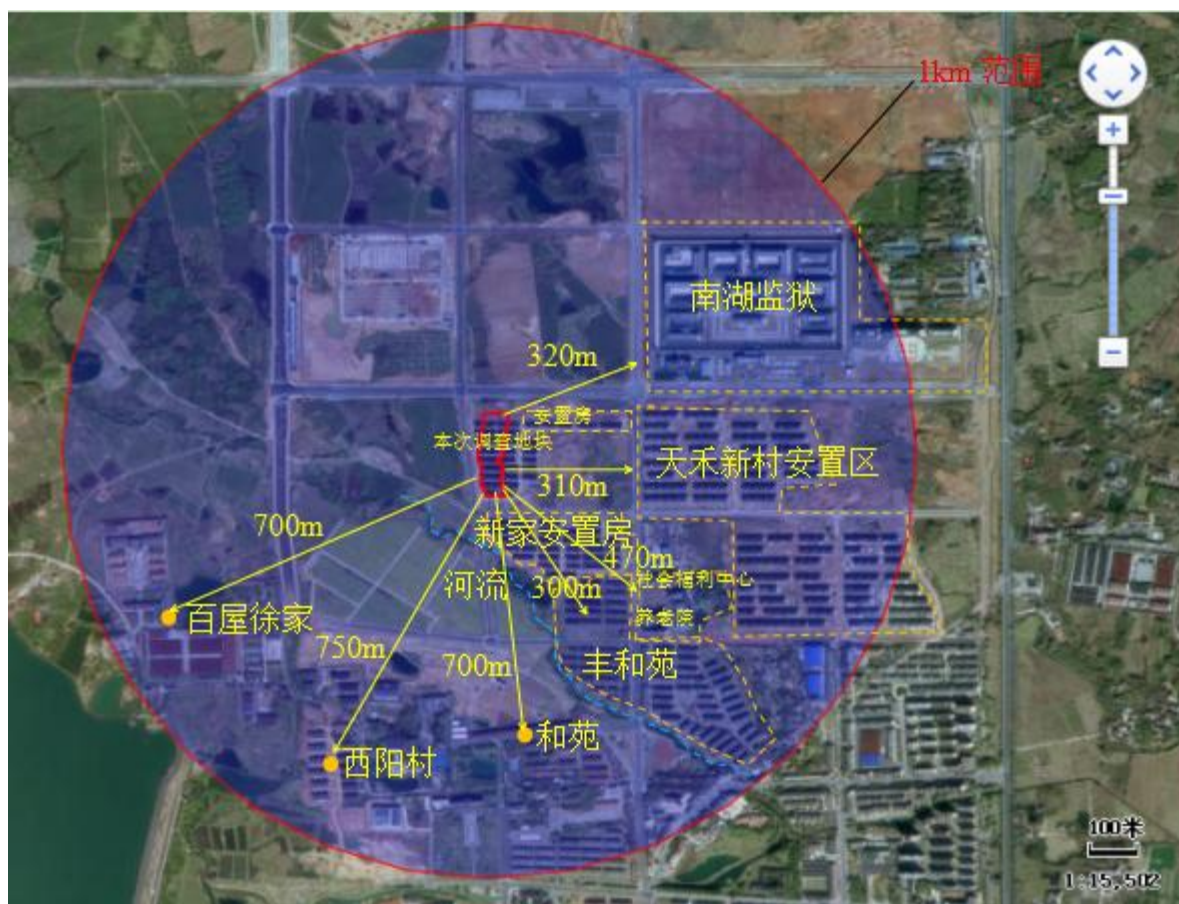 1km 范围
南湖监狱
320m
安置房
本次调查地块
天禾新村安置区
310m
700m
新家安置房
470m
河流
300m
社会福利中心
百屋徐家
养老院
750m
700m
丰和苑
和苑
西阳村
100米
1:15,502